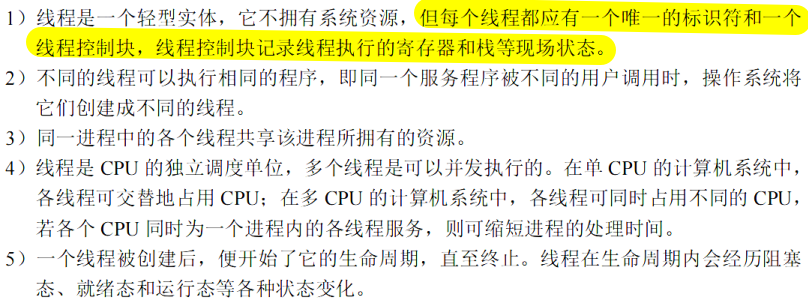 1）线程是一个轻型实体，它不拥有系统资源，但每个线程都应有一个唯一的标识符和一个
线程控制块，线程控制块记录线程执行的寄存器和栈等现场状态。
2）不同的线程可以执行相同的程序，即同一个服务程序被不同的用户调用时，操作系统将
它们创建成不同的线程。
3）同一进程中的各个线程共享该进程所拥有的资源。
4）线程是 CPU 的独立调度单位，多个线程是可以并发执行的。在单 CPU 的计算机系统中，
各线程可交替地占用 CPU；在多 CPU 的计算机系统中，各线程可同时占用不同的 CPU，
若各个 CPU 同时为一个进程内的各线程服务，则可缩短进程的处理时间。
5）一个线程被创建后，便开始了它的生命周期，直至终止。线程在生命周期内会经历阻塞
态、就绪态和运行态等各种状态变化。